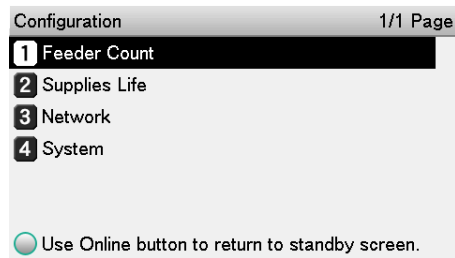 Configuration 1/1 Page
1 Feeder Count
2 Supplies Life
3 Network
4 System
Use Online button to return to standby screen.